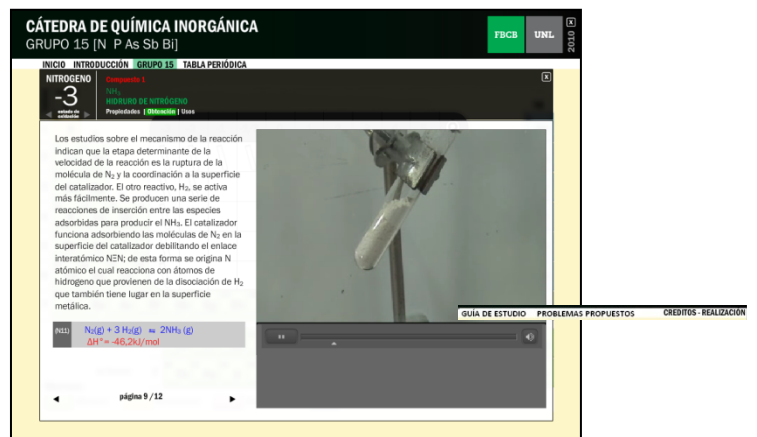 CÁTEDRA DE QUÍMICA INORGÁNICA
GRUPO 15 [N P As Sb Bi]
FBCB
UNL
2010 x
INICIO INTRODUCCIÓN GRUPO 15 TABLA PERIÓDICA
NITROGENO
-3
estado de
oxidación
Compuesto 1
NH₃
HIDRURO DE NITRÓGENO
Propiedades | Obtención | Usos
x
Los estudios sobre el mecanismo de la reacción
indican que la etapa determinante de la
velocidad de la reacción es la ruptura de la
molécula de N₂ y la coordinación a la superficie
del catalizador. El otro reactivo, H₂, se activa
más fácilmente. Se producen una serie de
reacciones de inserción entre las especies
adsorbidas para producir el NH₃. El catalizador
funciona adsorbiendo las moléculas de N₂ en la
superficie del catalizador debilitando el enlace
interatómico NΞN; de esta forma se origina N
atómico el cual reacciona con átomos de
hidrogeno que provienen de la disociación de H₂
que también tiene lugar en la superficie
metálica.
(N11) N₂(g) + 3 H₂(g) ⇋ 2NH₃ (g)
ΔH°= -46,2kJ/mol
página 9/12
GUÍA DE ESTUDIO PROBLEMAS PROPUESTOS CREDITOS - REALIZACIÓN